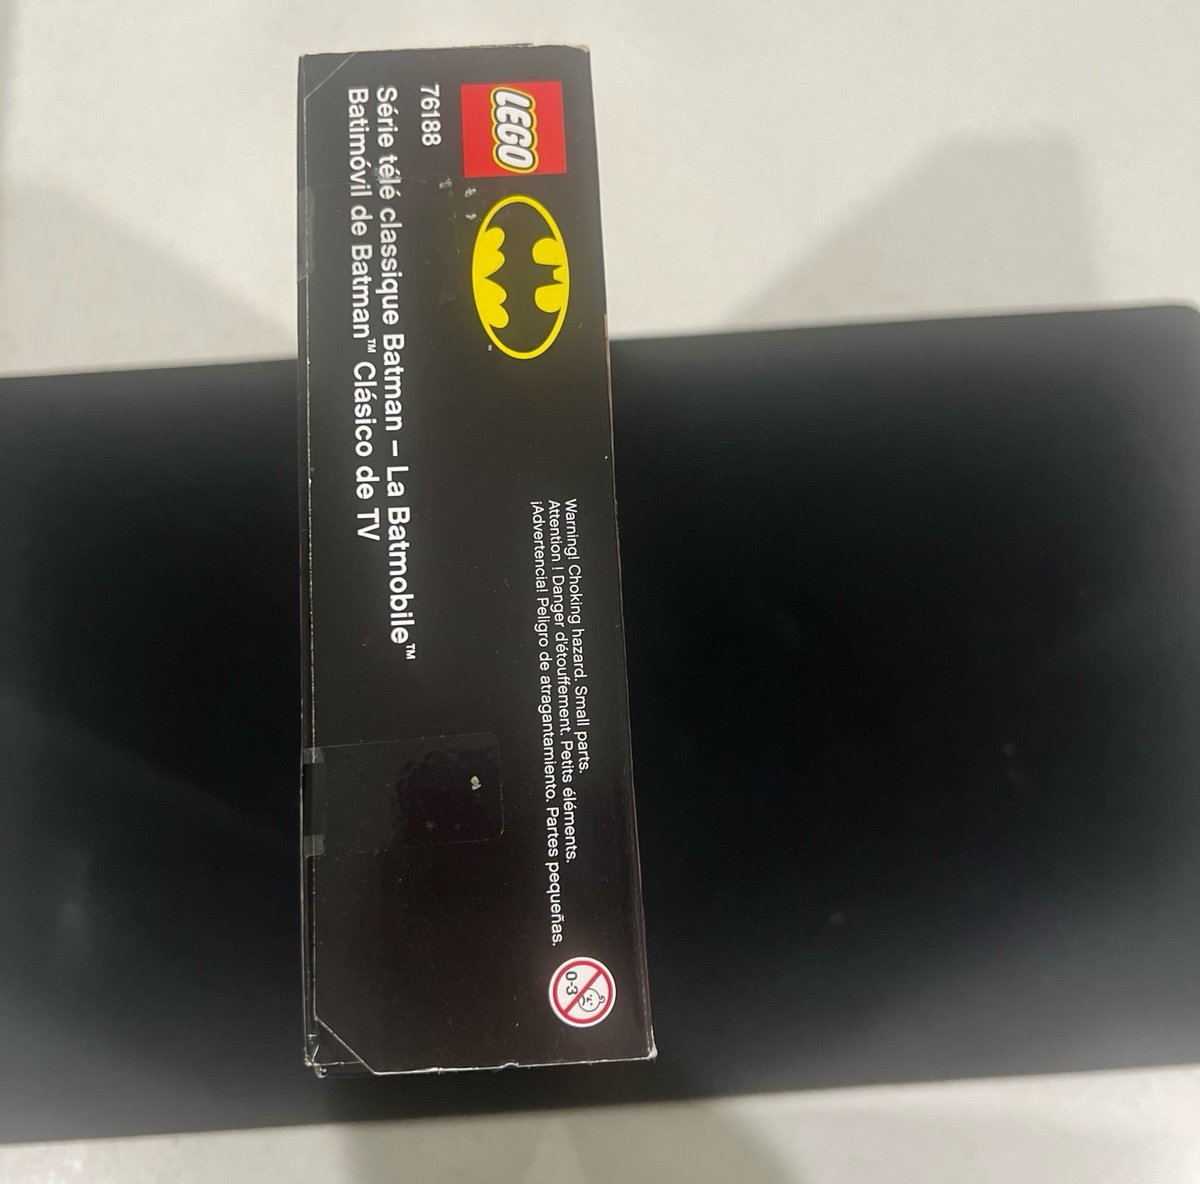 LEGO
76188
Série télé classique Batman – La Batmobile™
Batimóvil de Batman™ Clásico de TV
Warning! Choking hazard. Small parts.
Attention ! Danger d'étouffement. Petits éléments.
¡Advertencia! Peligro de atragantamiento. Partes pequeñas.
0-3